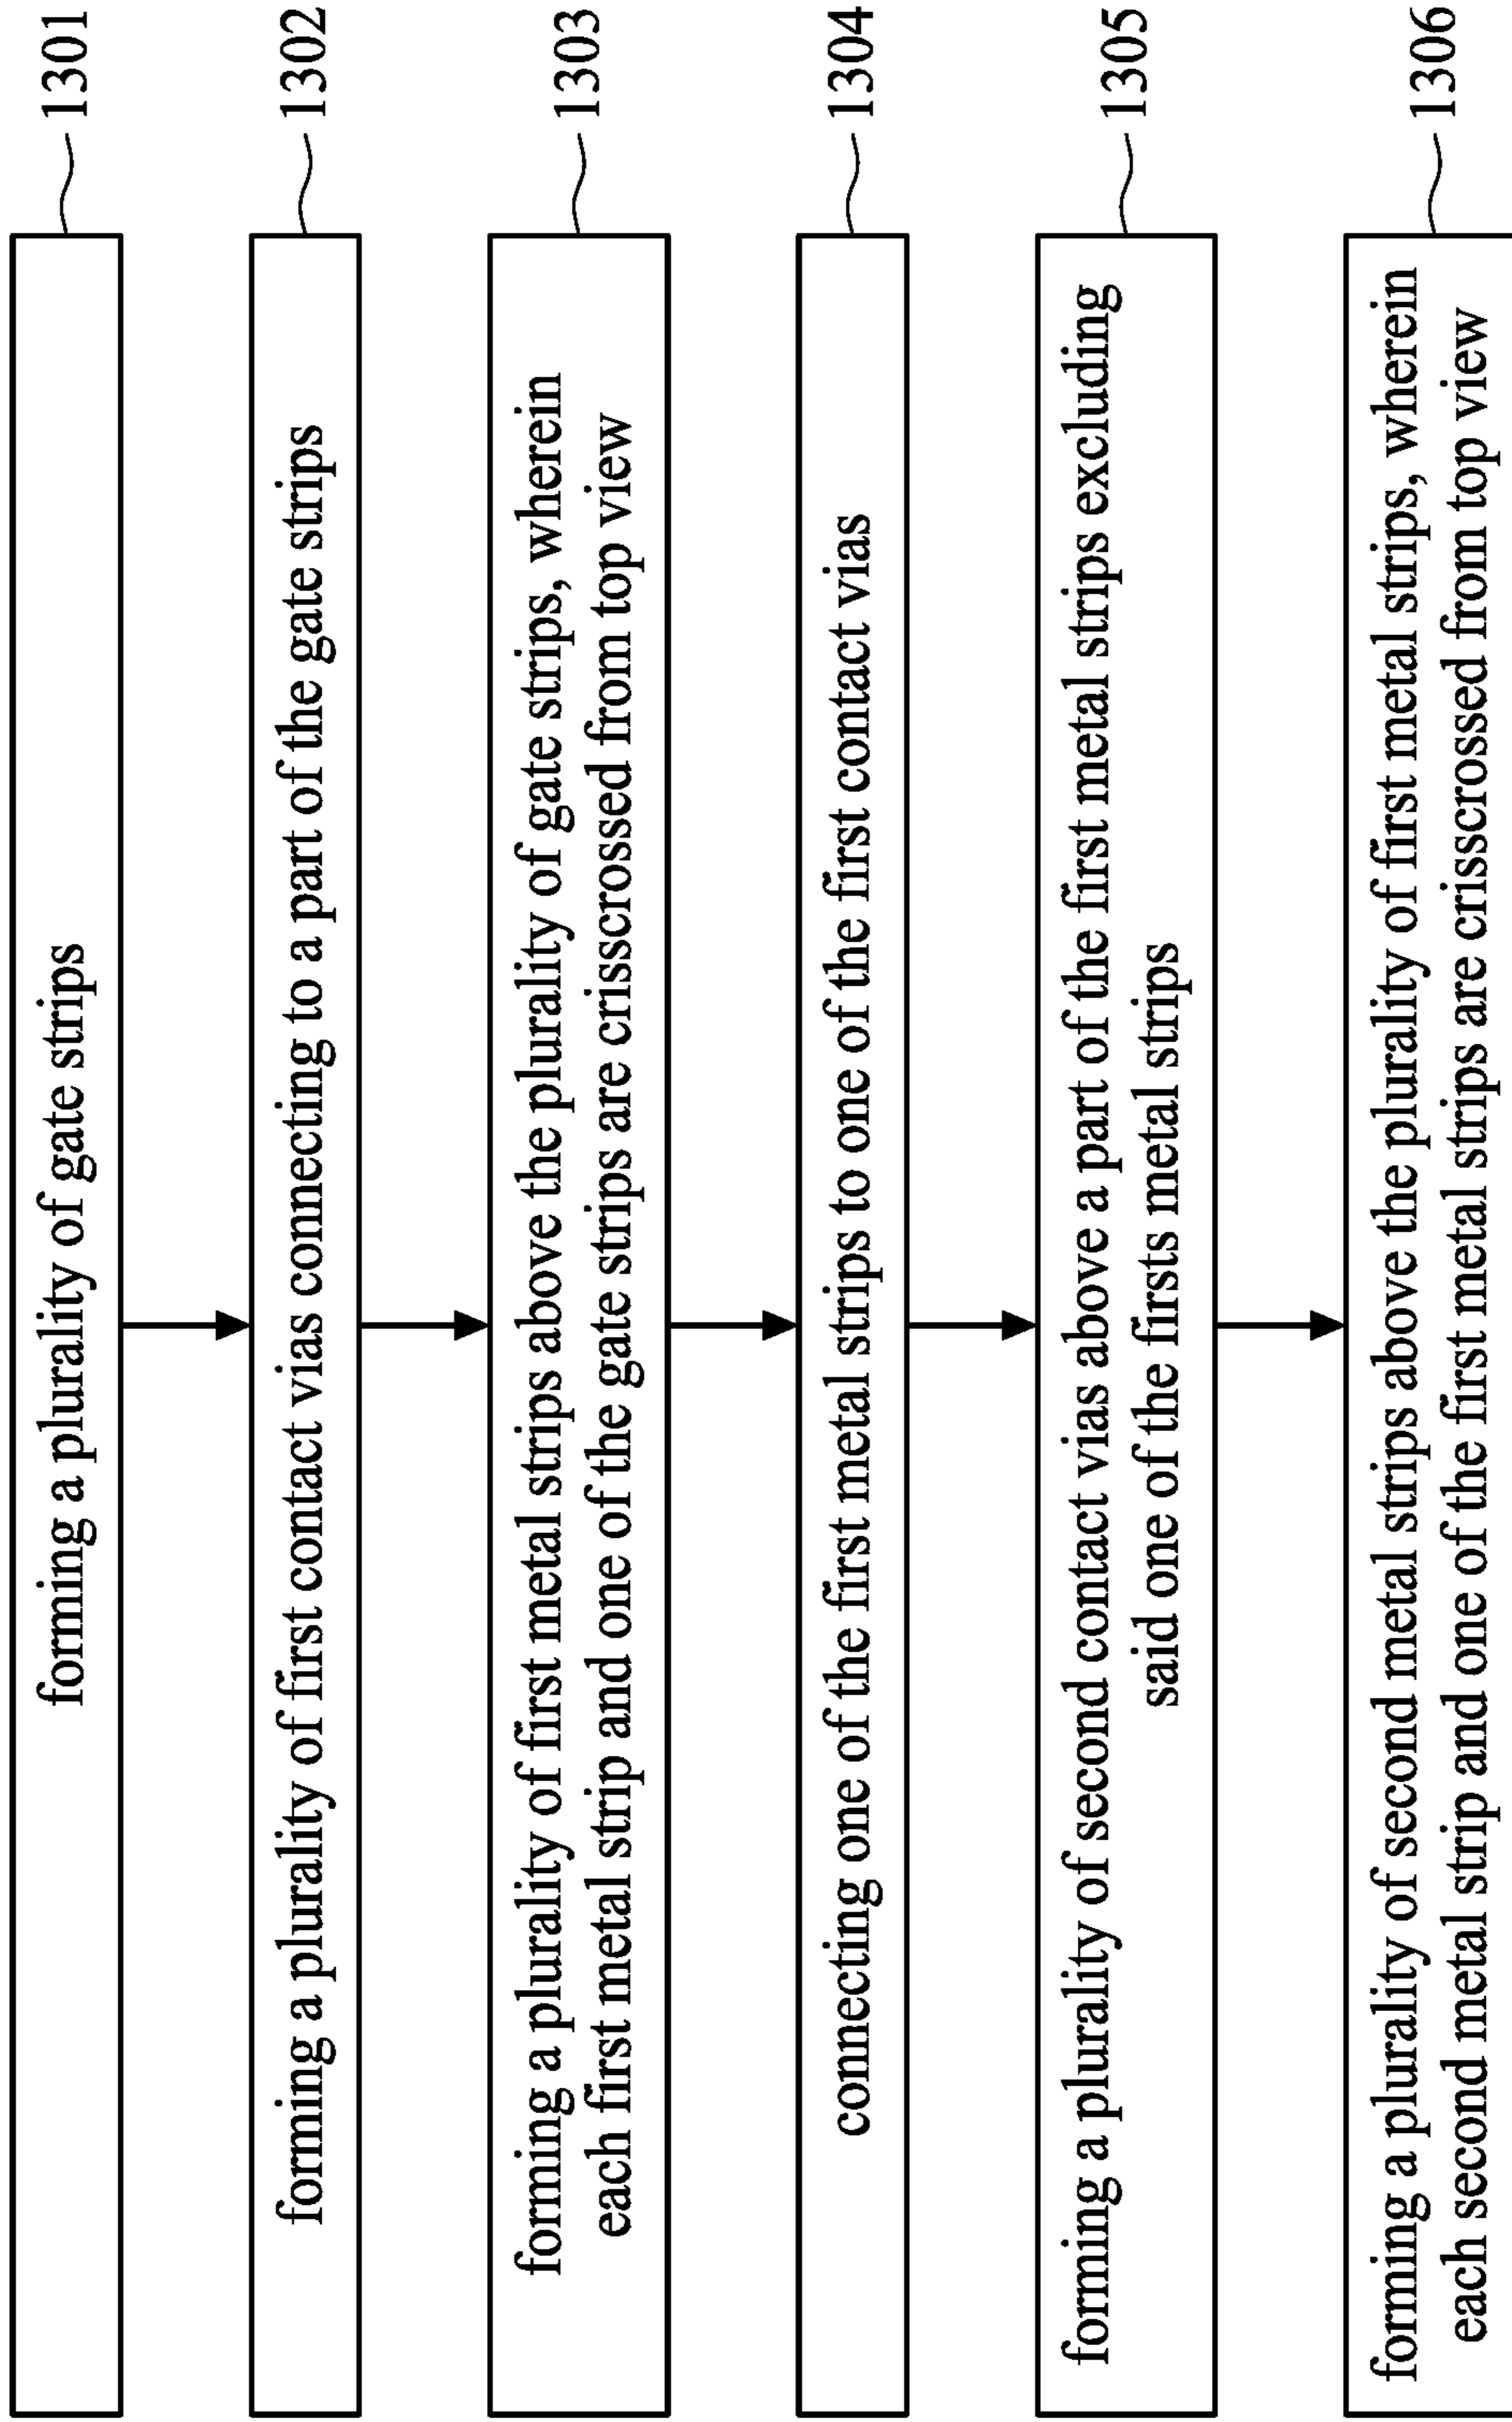 forming a plurality of gate strips
1301
forming a plurality of first contact vias connecting to a part of the gate strips
1302
forming a plurality of first metal strips above the plurality of gate strips, wherein
each first metal strip and one of the gate strips are crisscrossed from top view
1303
connecting one of the first metal strips to one of the first contact vias
1304
forming a plurality of second contact vias above a part of the first metal strips excluding
said one of the firsts metal strips
1305
forming a plurality of second metal strips above the plurality of first metal strips, wherein
each second metal strip and one of the first metal strips are crisscrossed from top view
1306